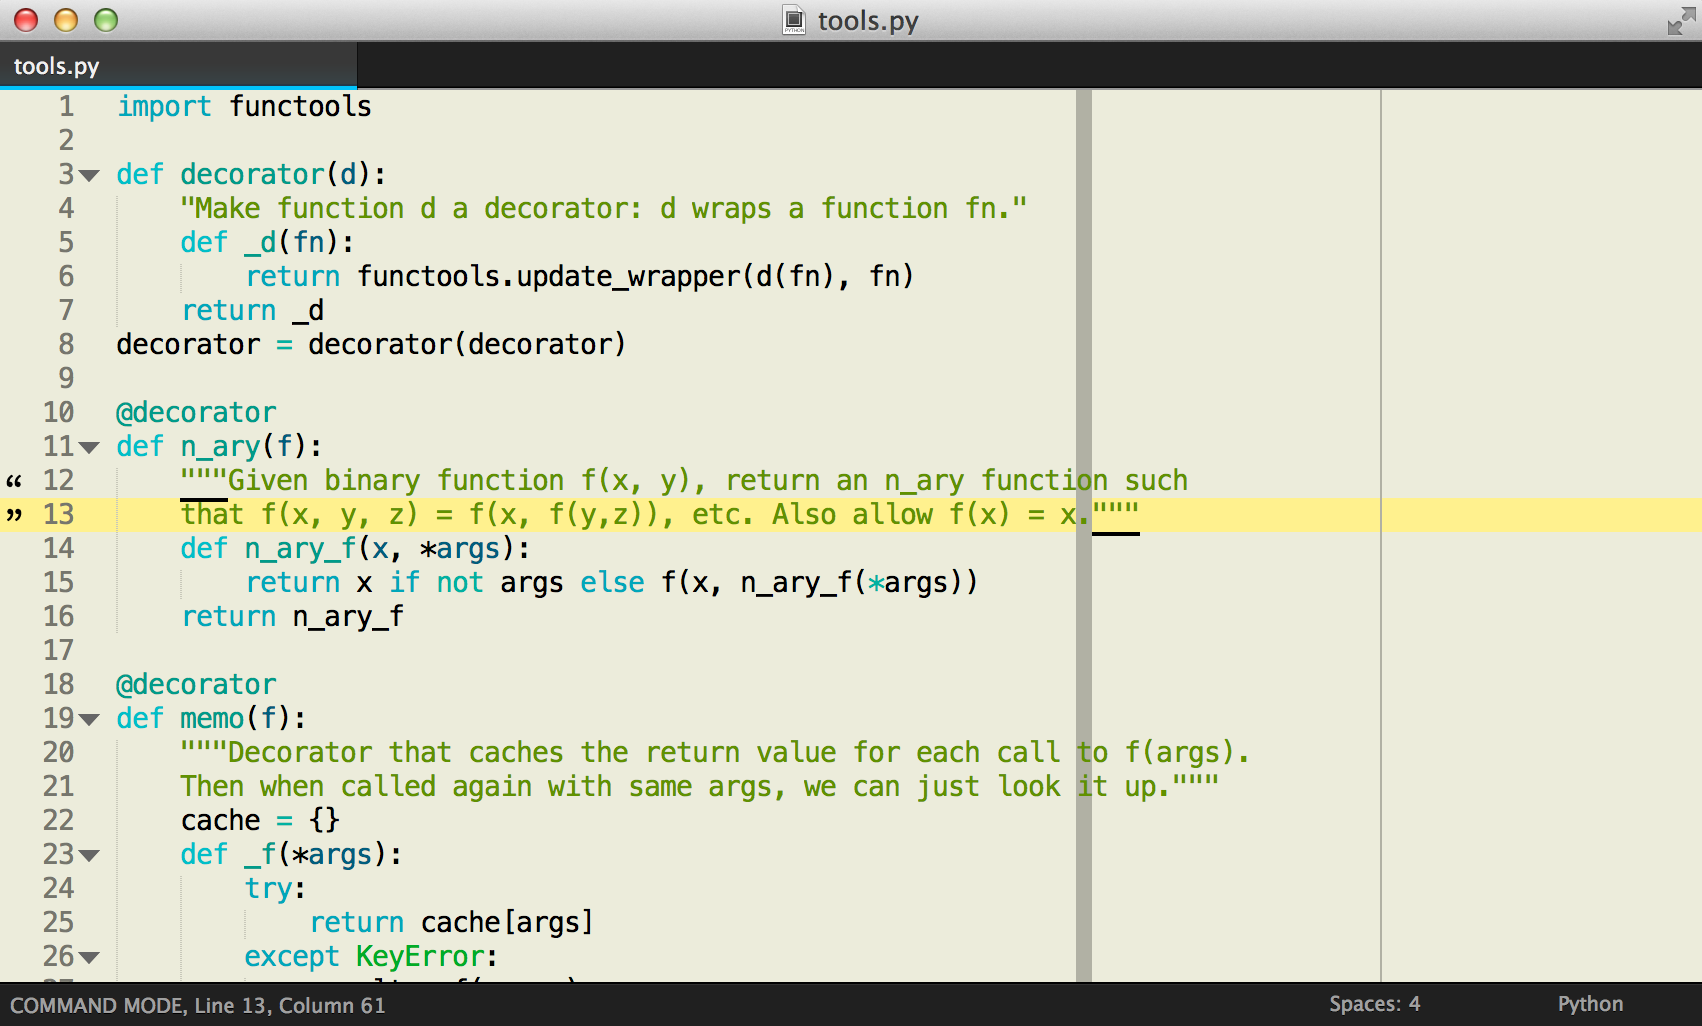 tools.py
tools.py
1 import functools
2
3 def decorator(d):
4     "Make function d a decorator: d wraps a function fn."
5     def _d(fn):
6         return functools.update_wrapper(d(fn), fn)
7     return _d
8 decorator = decorator(decorator)
9
10 @decorator
11 def n_ary(f):
“ 12     """Given binary function f(x, y), return an n_ary function such
” 13     that f(x, y, z) = f(x, f(y,z)), etc. Also allow f(x) = x."""
14     def n_ary_f(x, *args):
15         return x if not args else f(x, n_ary_f(*args))
16     return n_ary_f
17
18 @decorator
19 def memo(f):
20     """Decorator that caches the return value for each call to f(args).
21     Then when called again with same args, we can just look it up."""
22     cache = {}
23     def _f(*args):
24         try:
25             return cache[args]
26         except KeyError:
COMMAND MODE, Line 13, Column 61 Spaces: 4 Python